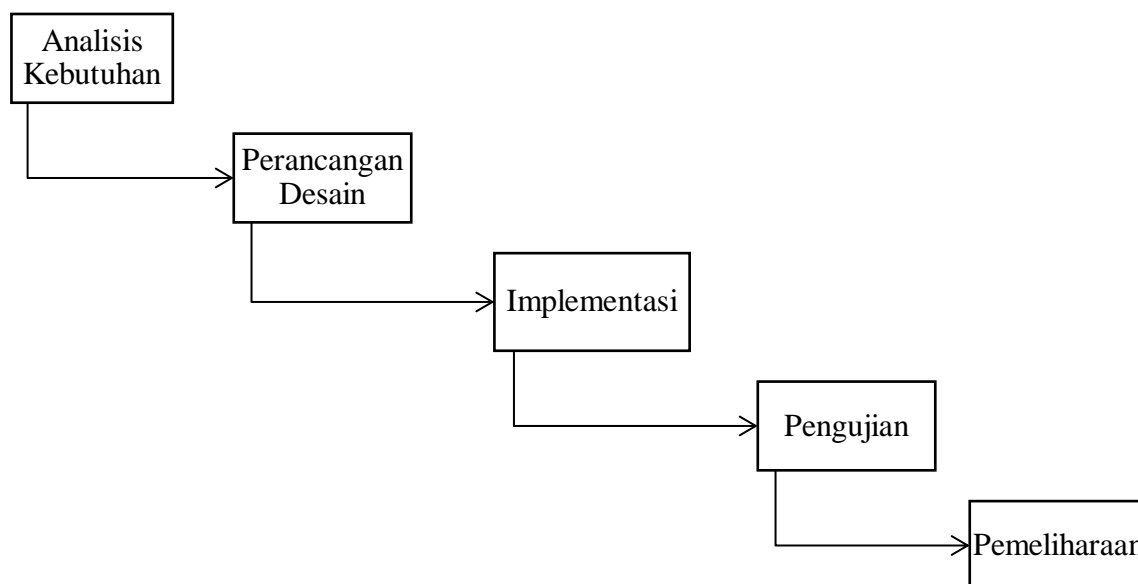 Analisis
Kebutuhan
Perancangan
Desain
Implementasi
Pengujian
Pemeliharaan